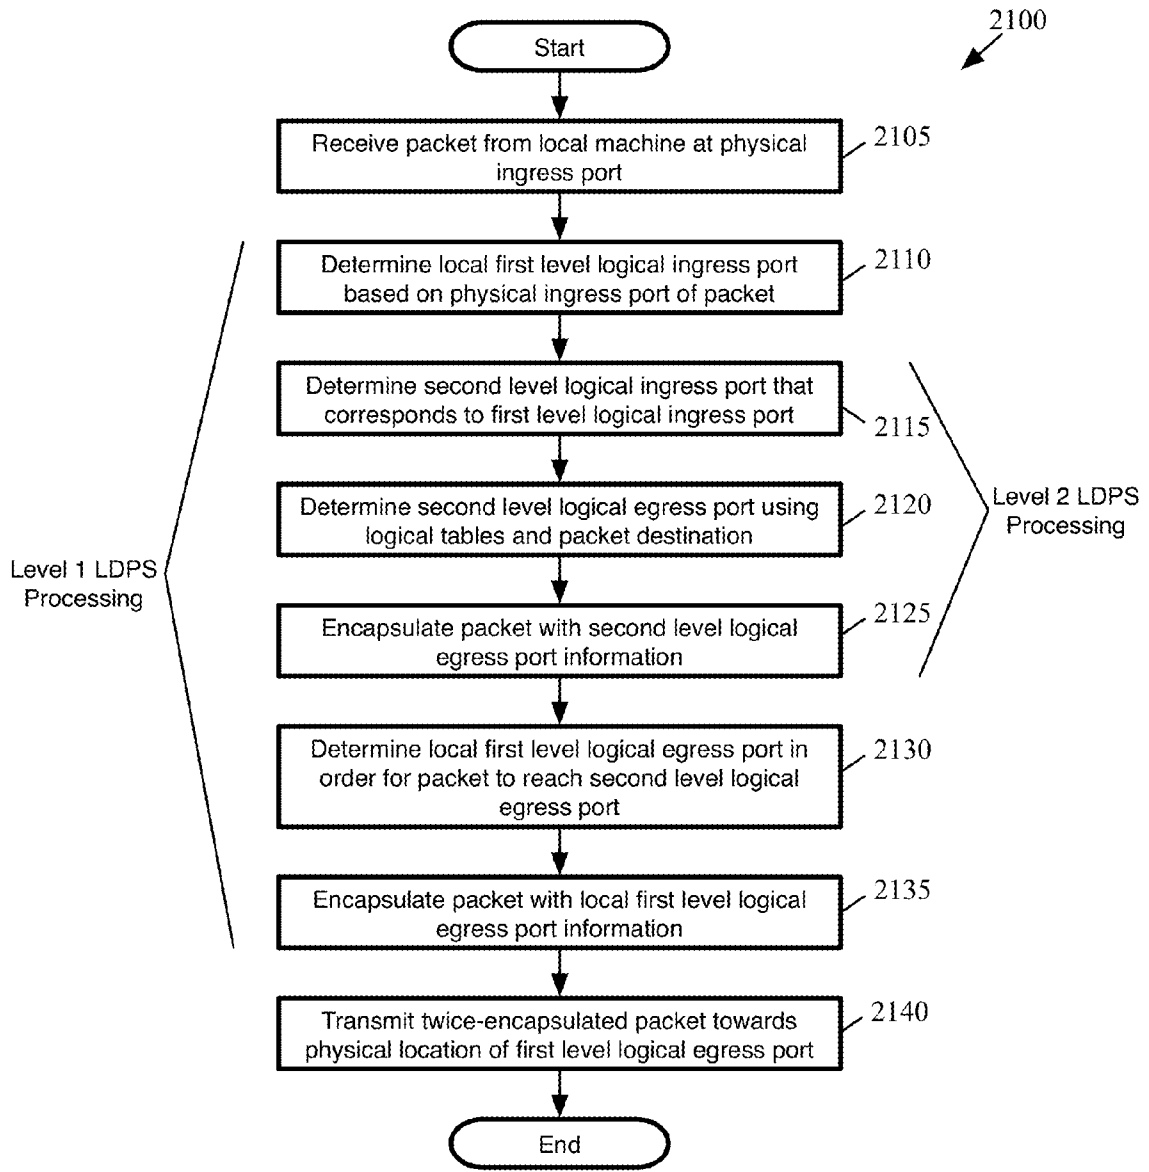 2100
Start
Receive packet from local machine at physical
ingress port
2105
Determine local first level logical ingress port
based on physical ingress port of packet
2110
Determine second level logical ingress port that
corresponds to first level logical ingress port
2115
Determine second level logical egress port using
logical tables and packet destination
2120
Level 2 LDPS
Processing
Level 1 LDPS
Processing
Encapsulate packet with second level logical
egress port information
2125
Determine local first level logical egress port in
order for packet to reach second level logical
egress port
2130
Encapsulate packet with local first level logical
egress port information
2135
Transmit twice-encapsulated packet towards
physical location of first level logical egress port
2140
End